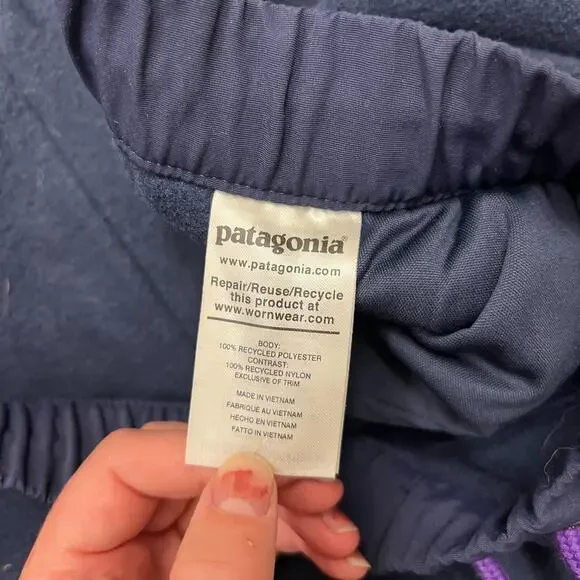 patagonia®
www.patagonia.com
Repair/Reuse/Recycle
this product at
www.wornwear.com
BODY:
100% RECYCLED POLYESTER
CONTRAST:
100% RECYCLED NYLON
EXCLUSIVE OF TRIM
MADE IN VIETNAM
FABRIQUE AU VIETNAM
HECHO EN VIETNAM
FATTO IN VIETNAM